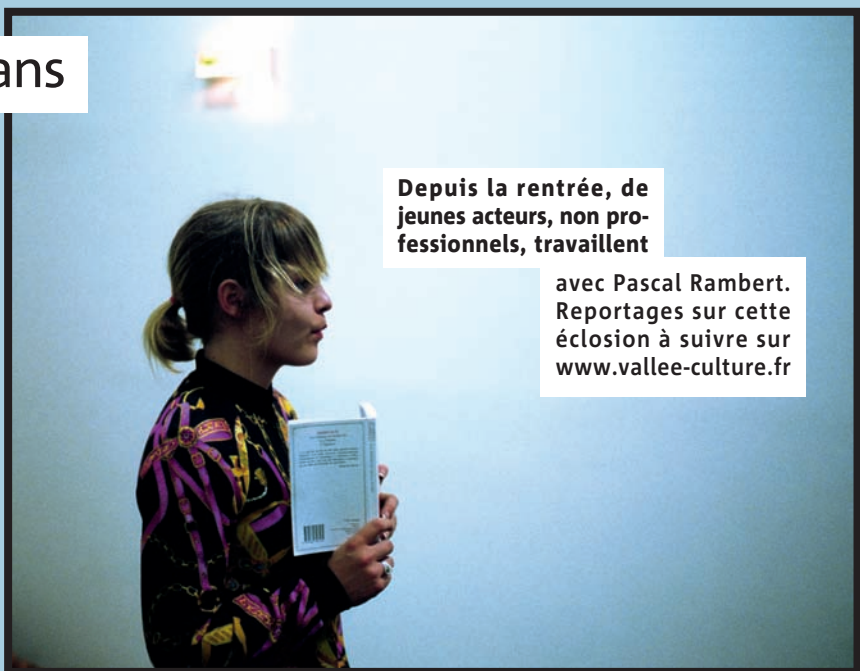 ans
Depuis la rentrée, de
jeunes acteurs, non pro-
fessionnels, travaillent
avec Pascal Rambert.
Reportages sur cette
éclosion à suivre sur
www.vallee-culture.fr